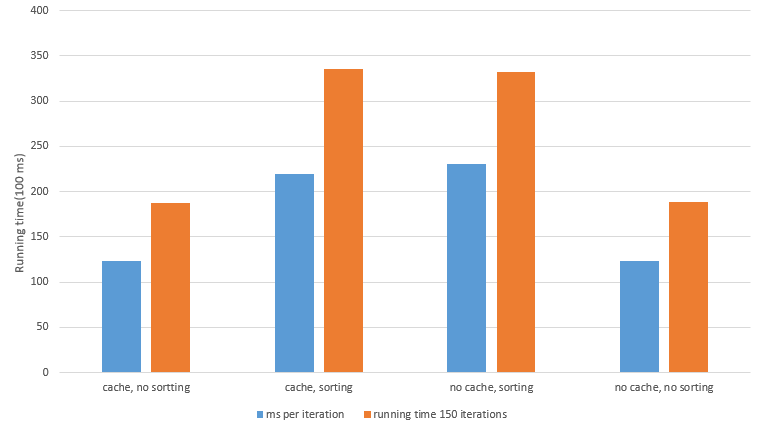 400
350
300
250
200
150
100
50
0
Running time(100 ms)
cache, no sortting
cache, sorting
no cache, sorting
no cache, no sorting
ms per iteration
running time 150 iterations